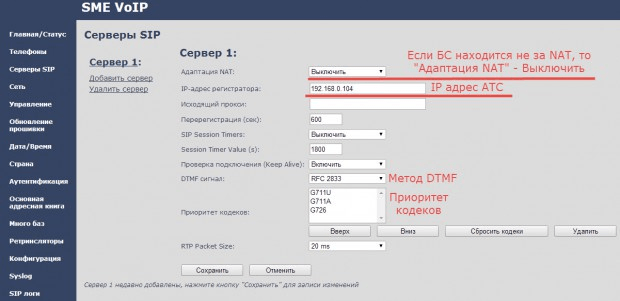 SME VoIP
Главная/Статус
Телефоны
Серверы SIP
Сеть
Управление
Обновление
прошивки
Дата/Время
Страна
Аутентификация
Основная
адресная книга
Много баз
Ретрансляторы
Конфигурация
Syslog
SIP логи
Серверы SIP
Сервер 1:
Добавить сервер
Удалить сервер
Сервер 1:
Адаптация NAT: Выключить
Если БС находится не за NAT, то
"Адаптация NAT" - Выключить
IP-адрес регистратора: 192.168.0.104 IP адрес АТС
Исходящий прокси:
Перерегистрация (сек): 600
SIP Session Timers: Выключить
Session Timer Value (s): 1800
Проверка подключения (Keep Alive): Включить
DTMF сигнал: RFC 2833 Метод DTMF
Приоритет кодеков:
G711U
G711A
G726
Приоритет
кодеков
Вверх Вниз Сбросить кодеки Удалить
RTP Packet Size: 20 ms
Сохранить Отменить
Сервер 1 недавно добавлены, нажмите кнопку "Сохранить" для записи изменений